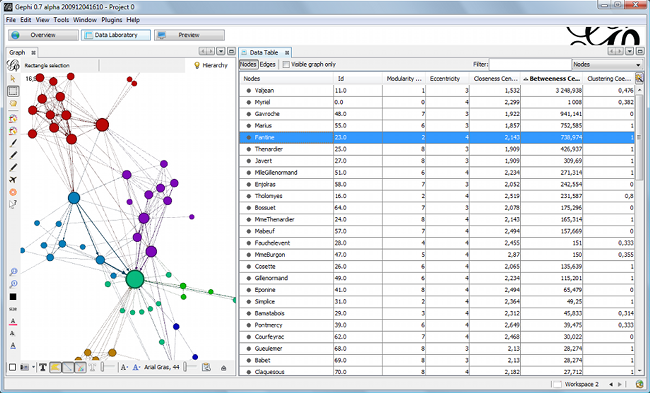 Gephi 0.7 alpha 200912041610 - Project 0
File Edit View Tools Window Plugins Help
Overview Data Laboratory Preview
Graph Data Table
Rectangle selection Hierarchy
Nodes Edges Visible graph only Filter: Nodes
Nodes Id Modularity ... Eccentricity Closeness Cen... Betweeness Ce... Clustering Coe...
Valjean 11.0 1 3 1,532 3 248,938 0,476
Myriel 0.0 0 4 2,299 1 008 0,382
Gavroche 48.0 7 3 1,922 941,141 0
Marius 55.0 6 3 1,857 752,585 1
Fantine 23.0 2 4 2,143 738,974 1
Thenardier 25.0 8 3 1,909 426,937 1
Javert 27.0 8 3 1,909 309,69 1
MlleGillenormand 51.0 6 4 2,234 271,314 1
Enjolras 58.0 7 3 2,052 242,554 0
Tholomyes 16.0 2 4 2,519 231,587 0,8
Bossuet 64.0 7 3 2,078 175,296 0
MmeThenardier 24.0 8 4 2,143 165,314 1
Mabeuf 57.0 7 4 2,494 157,669 0
Fauchelevent 28.0 4 4 2,455 151 0,333
MmeBurgon 47.0 5 4 2,87 150 0,355
Cosette 26.0 6 4 2,065 135,639 1
Gillenormand 49.0 6 4 2,234 115,201 1
Eponine 41.0 8 4 2,494 65,479 0
Simplice 31.0 2 4 2,364 49,25 1
Bamatabois 29.0 3 4 2,312 45,833 0,314
Pontmercy 39.0 6 4 2,649 39,475 0,333
Courfeyrac 62.0 7 4 2,468 30,022 0
Gueulemer 68.0 8 3 2,13 28,274 1
Babet 69.0 8 3 2,13 28,274 1
Claquesous 70.0 8 4 2,182 27,712 1
Arial Gras, 44
Workspace 2